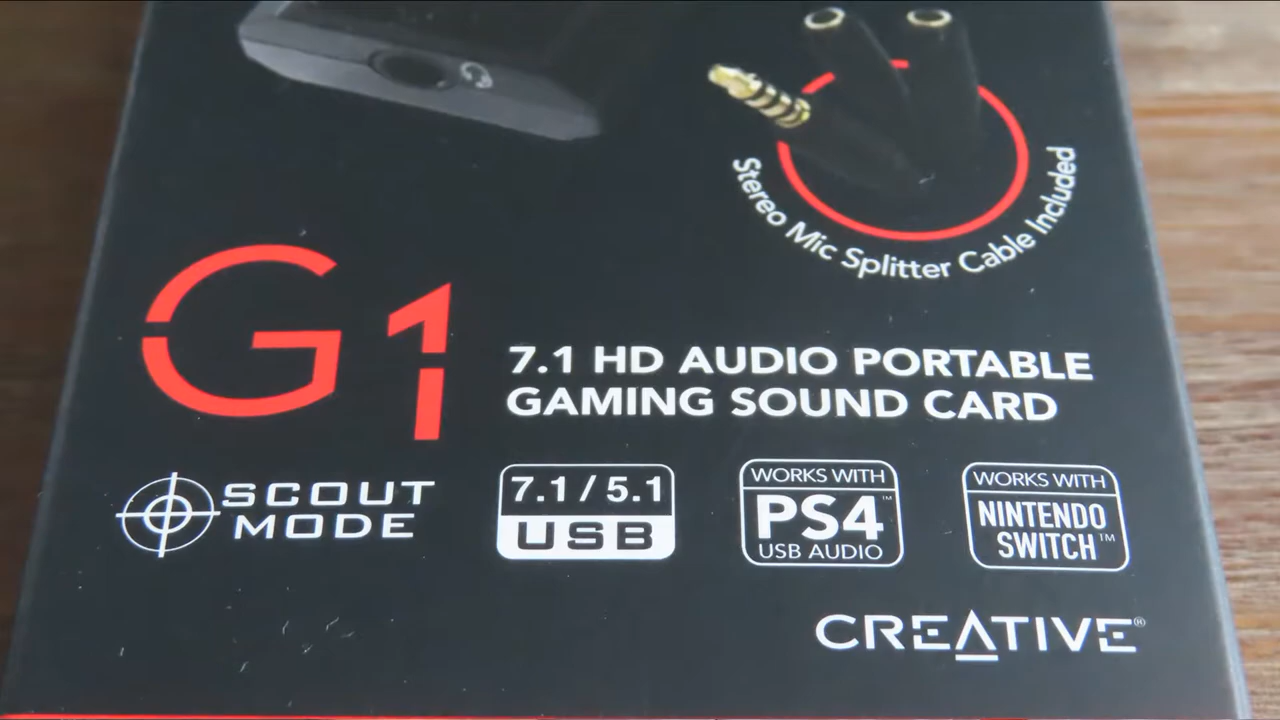 Stereo Mic Splitter Cable Included
G1
7.1 HD AUDIO PORTABLE
GAMING SOUND CARD
SCOUT
MODE
7.1 / 5.1
USB
WORKS WITH
PS4™
USB AUDIO
WORKS WITH
NINTENDO
SWITCH™
CREATIVE®